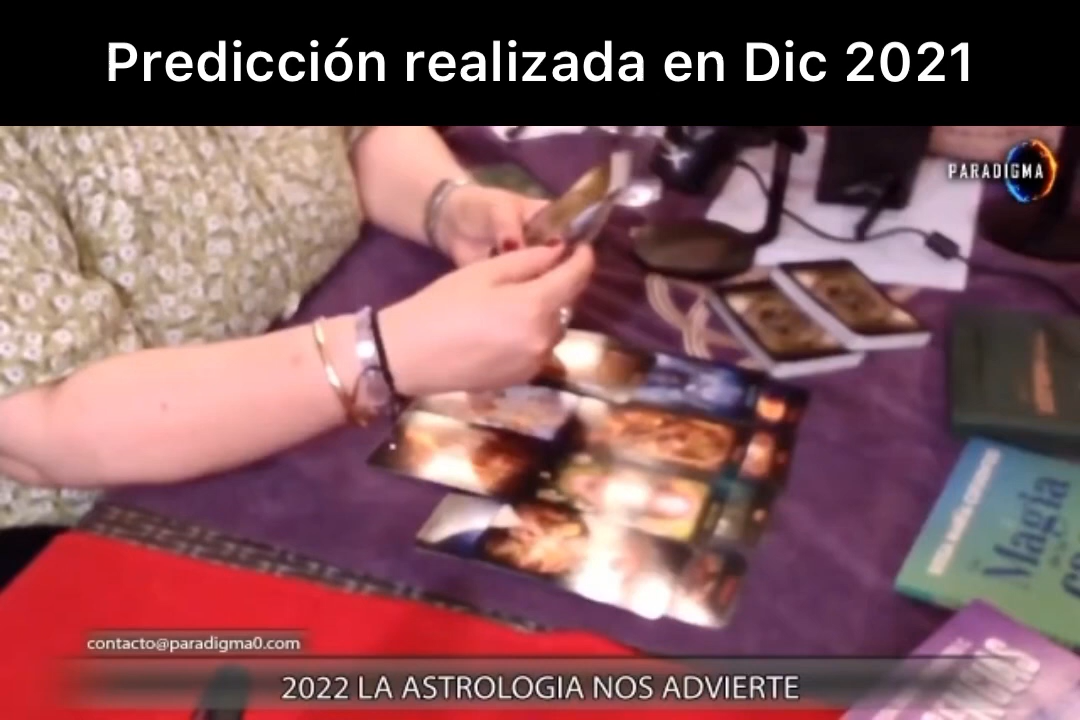 Predicción realizada en Dic 2021
PARADIGMA
Magia
contacto@paradigma0.com
2022 LA ASTROLOGIA NOS ADVIERTE